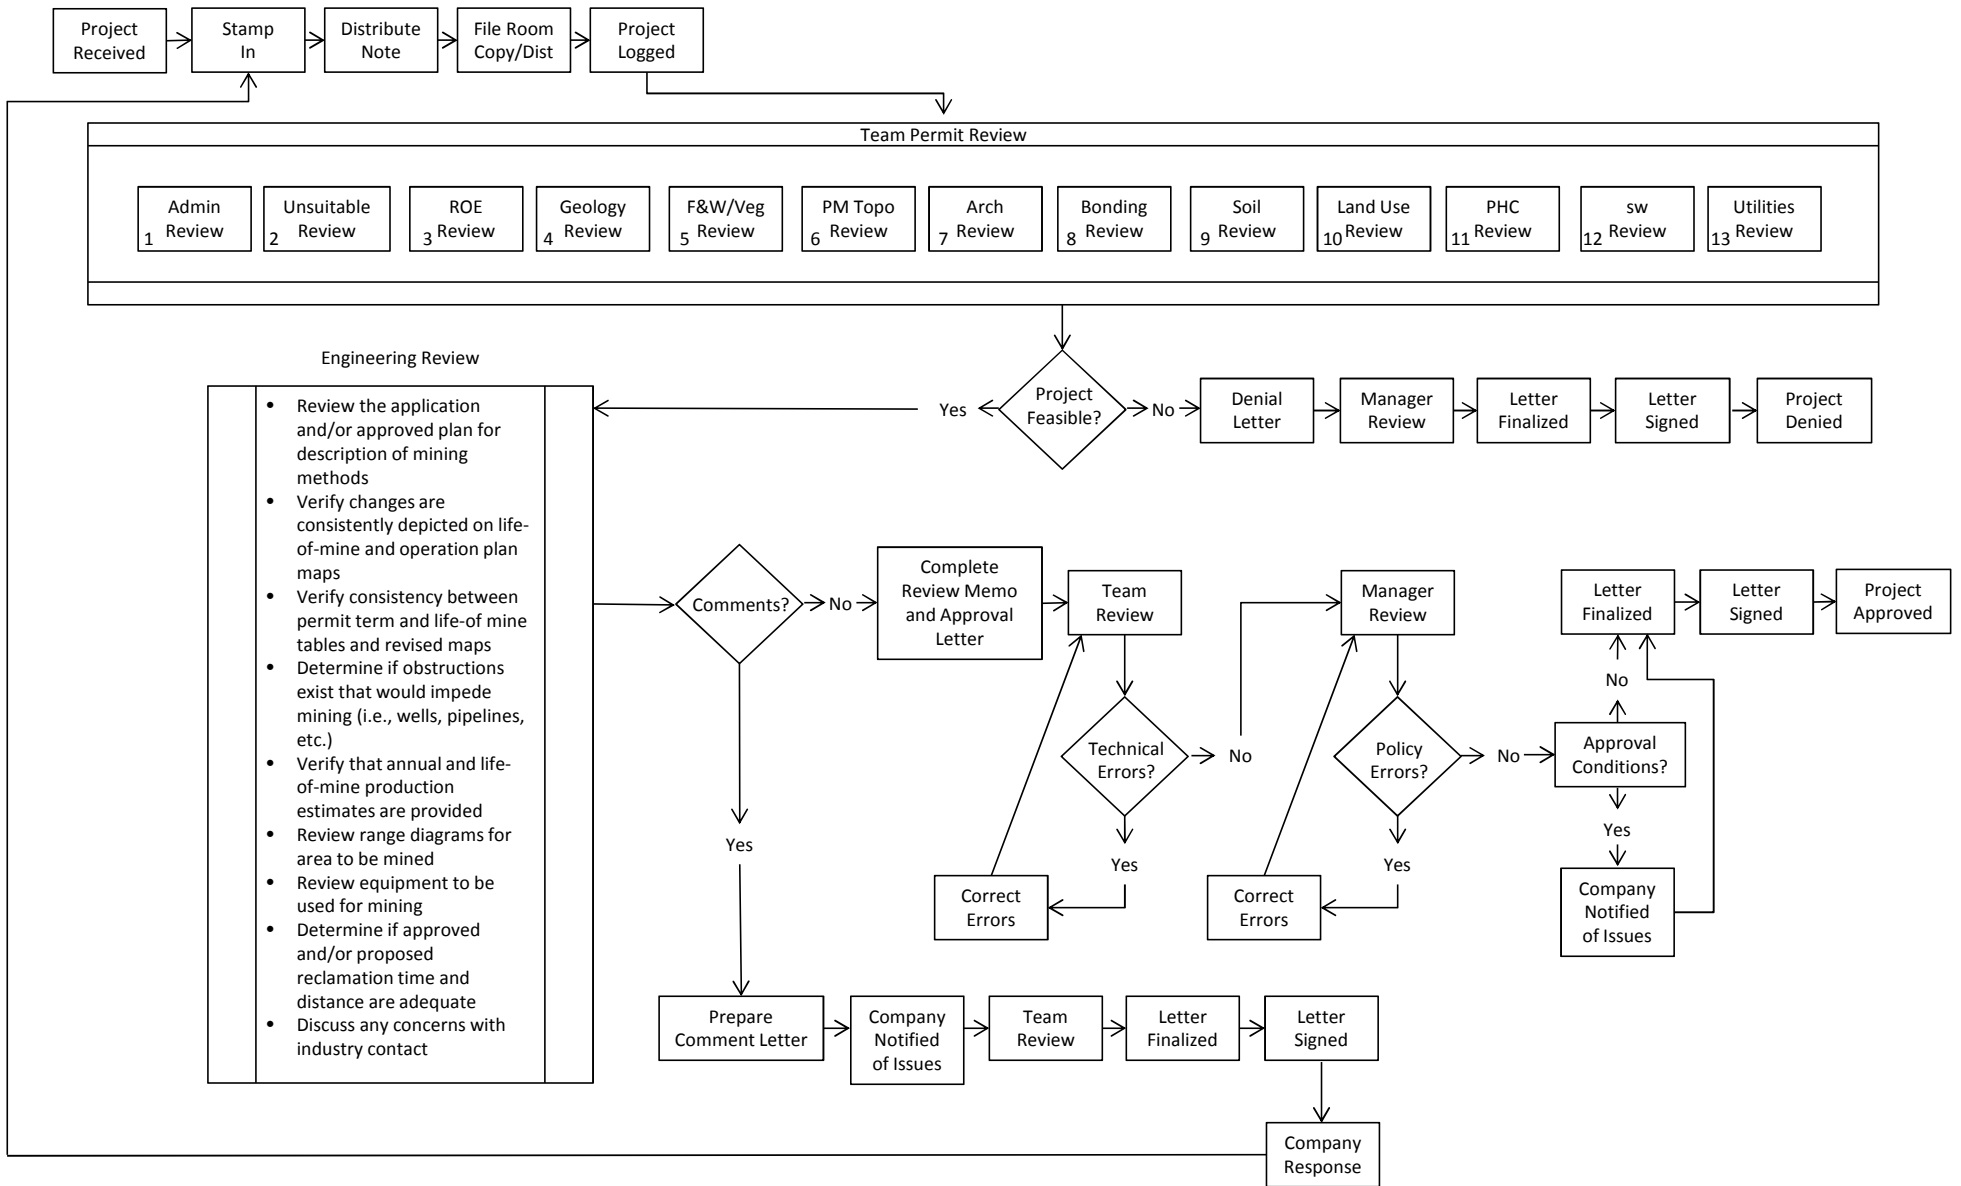 Project
Received
Stamp
In
Distribute
Note
File Room
Copy/Dist
Project
Logged
Team Permit Review
Admin
1 Review
Unsuitable
2 Review
ROE
3 Review
Geology
4 Review
F&W/Veg
5 Review
PM Topo
6 Review
Arch
7 Review
Bonding
8 Review
Soil
9 Review
Land Use
10 Review
PHC
11 Review
sw
12 Review
Utilities
13 Review
Engineering Review
• Review the application
and/or approved plan for
description of mining
methods
• Verify changes are
consistently depicted on life-
of-mine and operation plan
maps
• Verify consistency between
permit term and life-of mine
tables and revised maps
• Determine if obstructions
exist that would impede
mining (i.e., wells, pipelines,
etc.)
• Verify that annual and life-
of-mine production
estimates are provided
• Review range diagrams for
area to be mined
• Review equipment to be
used for mining
• Determine if approved
and/or proposed
reclamation time and
distance are adequate
• Discuss any concerns with
industry contact
Yes
Project
Feasible?
No
Denial
Letter
Manager
Review
Letter
Finalized
Letter
Signed
Project
Denied
Comments?
No
Complete
Review Memo
and Approval
Letter
Team
Review
Technical
Errors?
No
Yes
Correct
Errors
Manager
Review
Policy
Errors?
No
Yes
Correct
Errors
Letter
Finalized
Letter
Signed
Project
Approved
No
Approval
Conditions?
Yes
Company
Notified
of Issues
Yes
Prepare
Comment Letter
Company
Notified
of Issues
Team
Review
Letter
Finalized
Letter
Signed
Company
Response